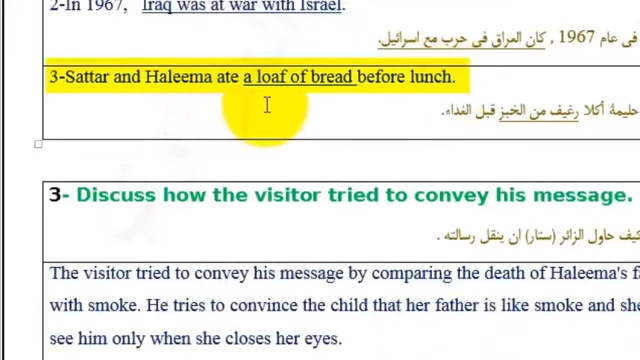 2-In 1967, Iraq was at war with Israel.
فى عام 1967 , كان العراق في حرب مع اسرائيل.
3-Sattar and Haleema ate a loaf of bread before lunch.
حليمة أكلا رغيف من الخبز قبل الغداء.
3- Discuss how the visitor tried to convey his message.
كيف حاول الزائر (ستار) ان ينقل رسالته .
The visitor tried to convey his message by comparing the death of Haleema's
with smoke. He tries to convince the child that her father is like smoke and
see him only when she closes her eyes.